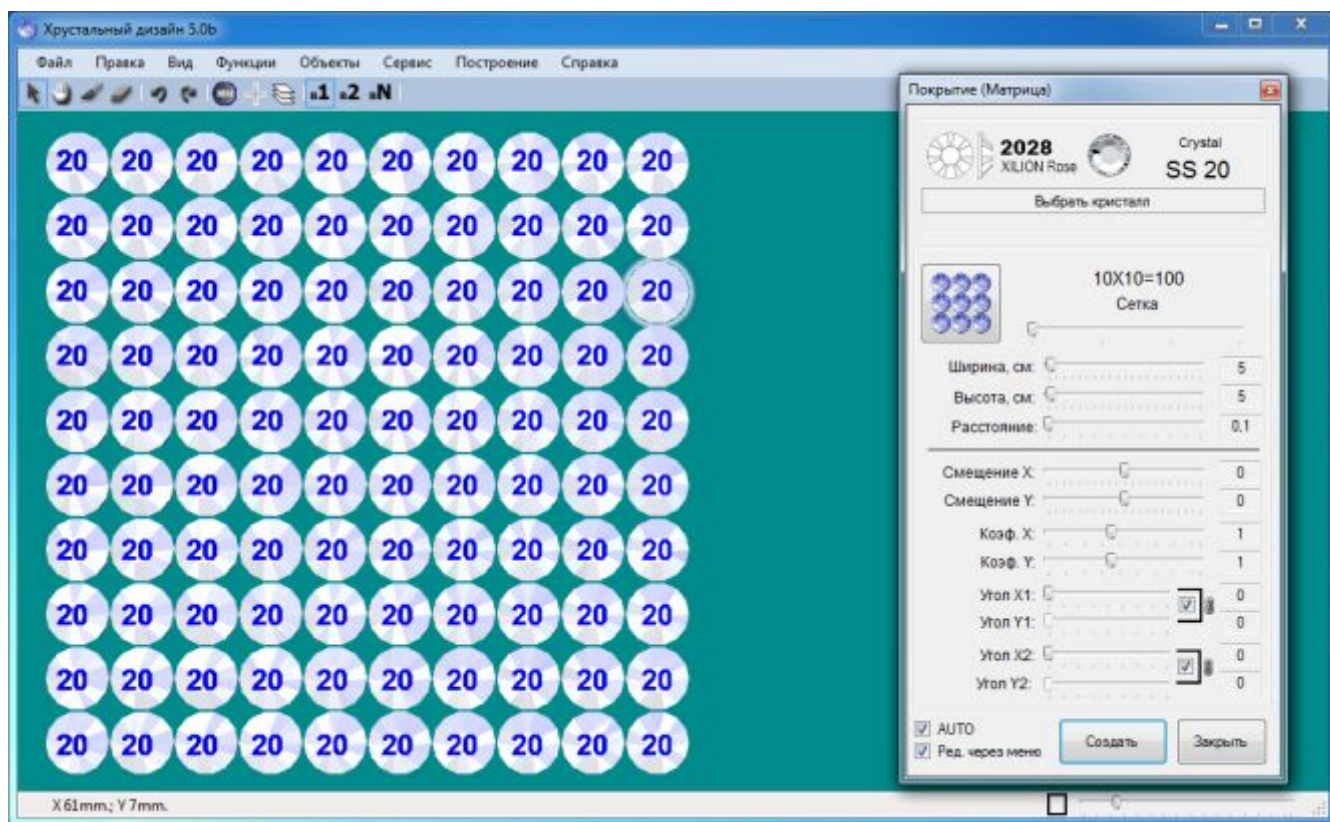 Хрустальный дизайн 5.0b
Файл Правка Вид Функции Объекты Сервис Построение Справка
1 2 N
20 20 20 20 20 20 20 20 20 20
20 20 20 20 20 20 20 20 20 20
20 20 20 20 20 20 20 20 20 20
20 20 20 20 20 20 20 20 20 20
20 20 20 20 20 20 20 20 20 20
20 20 20 20 20 20 20 20 20 20
20 20 20 20 20 20 20 20 20 20
20 20 20 20 20 20 20 20 20 20
20 20 20 20 20 20 20 20 20 20
20 20 20 20 20 20 20 20 20 20
Покрытие (Матрица)
2028 Crystal
XILION Rose SS 20
Выбрать кристалл
10X10=100
Сетка
Ширина, см: 5
Высота, см: 5
Расстояние: 0.1
Смещение X: 0
Смещение Y: 0
Коэф. X: 1
Коэф. Y: 1
Угол X1: 0
Угол Y1: 0
Угол X2: 0
Угол Y2: 0
AUTO
Ред. через меню
Создать Закрыть
X 61mm.; Y 7mm.